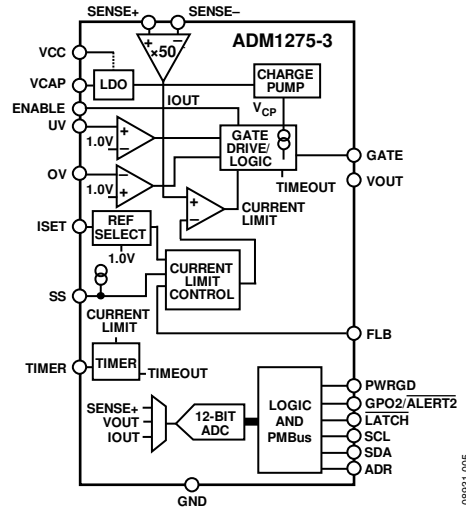 SENSE+ SENSE–
ADM1275-3
VCC
VCAP
LDO
×50
CHARGE
PUMP
ENABLE
IOUT
VCP
UV
1.0V
GATE
DRIVE/
LOGIC
GATE
OV
1.0V
TIMEOUT
VOUT
CURRENT
LIMIT
ISET
REF
SELECT
1.0V
CURRENT
LIMIT
CONTROL
SS
FLB
CURRENT
LIMIT
TIMER
TIMER
TIMEOUT
SENSE+
VOUT
IOUT
12-BIT
ADC
LOGIC
AND
PMBus
PWRGD
GPO2/ALERT2
LATCH
SCL
SDA
ADR
GND
08931-005